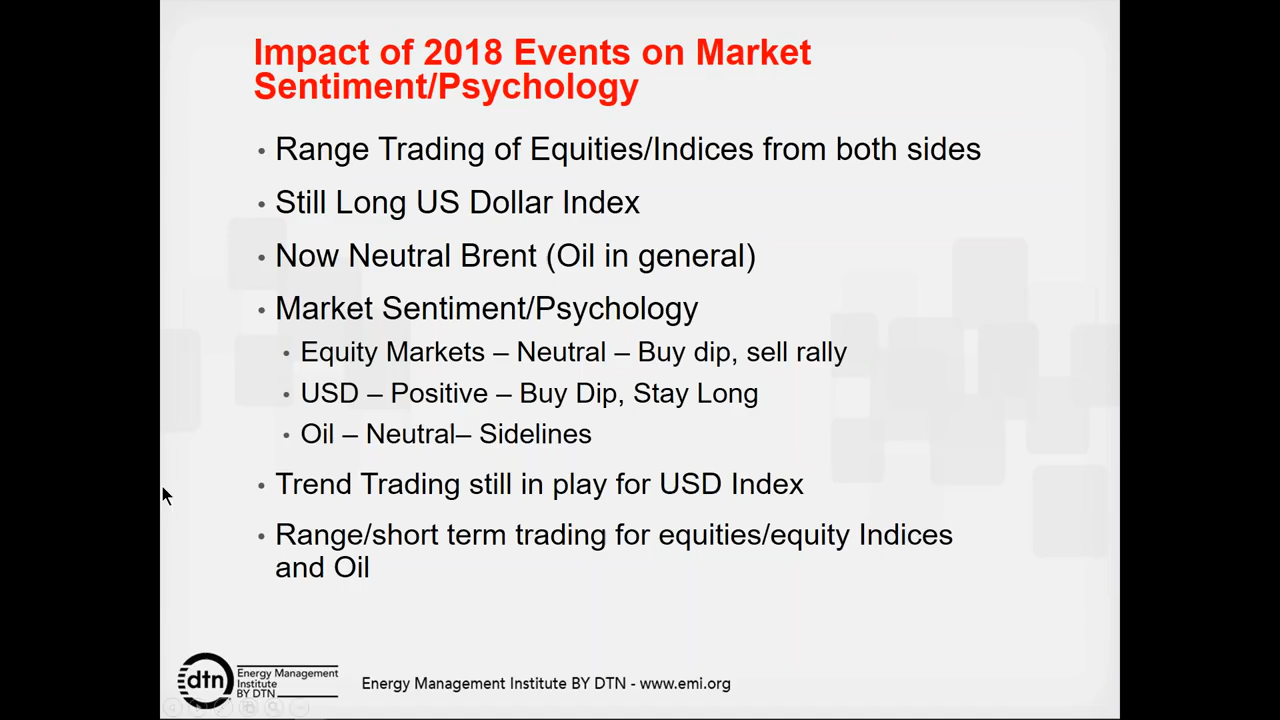 Impact of 2018 Events on Market
Sentiment/Psychology
• Range Trading of Equities/Indices from both sides
• Still Long US Dollar Index
• Now Neutral Brent (Oil in general)
• Market Sentiment/Psychology
• Equity Markets – Neutral – Buy dip, sell rally
• USD – Positive – Buy Dip, Stay Long
• Oil – Neutral– Sidelines
• Trend Trading still in play for USD Index
• Range/short term trading for equities/equity Indices
and Oil
dtn
Energy Management
Institute
BY DTN
Energy Management Institute BY DTN - www.emi.org